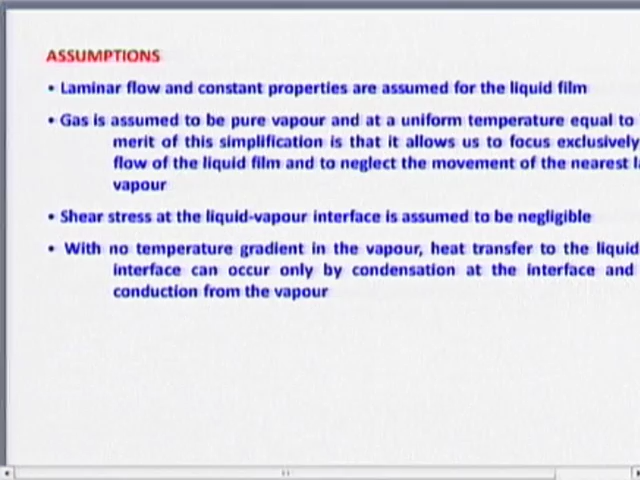 ASSUMPTIONS
• Laminar flow and constant properties are assumed for the liquid film
• Gas is assumed to be pure vapour and at a uniform temperature equal to
merit of this simplification is that it allows us to focus exclusively
flow of the liquid film and to neglect the movement of the nearest
vapour
• Shear stress at the liquid-vapour interface is assumed to be negligible
• With no temperature gradient in the vapour, heat transfer to the liquid
interface can occur only by condensation at the interface and
conduction from the vapour